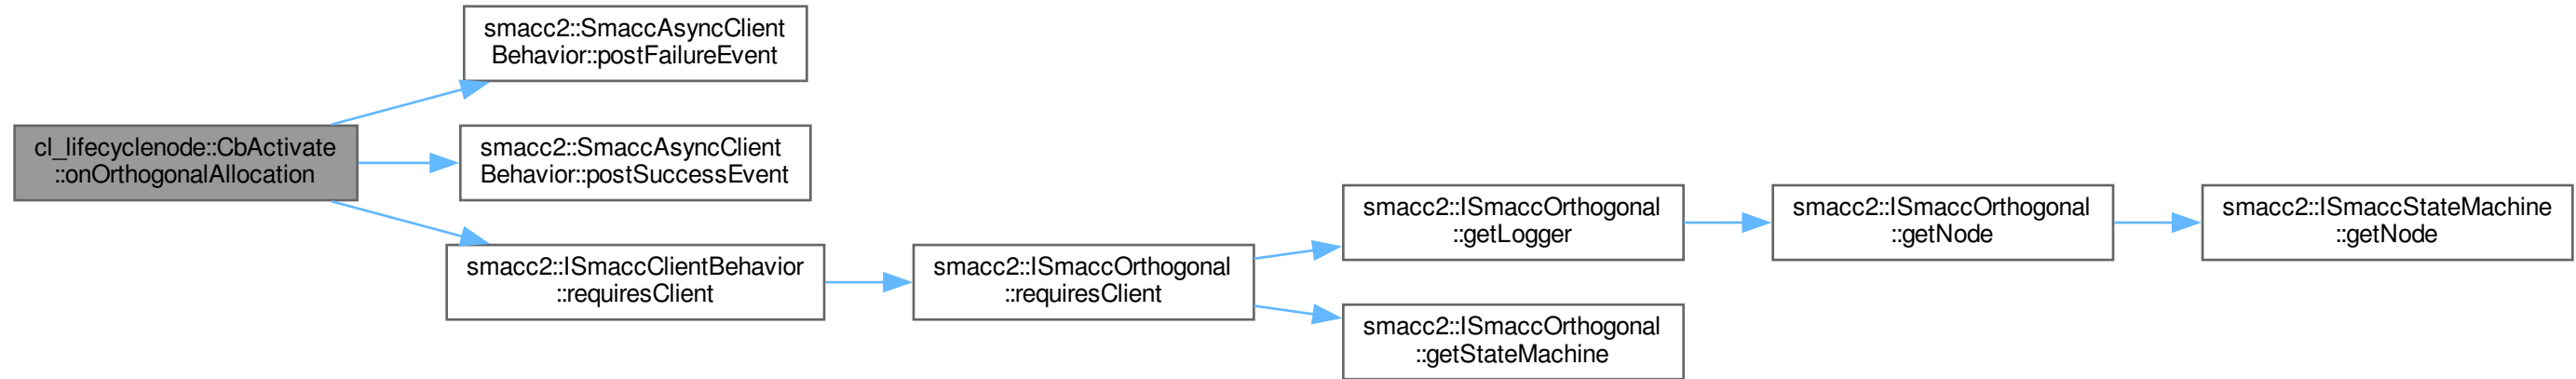 smacc2::SmaccAsyncClient
Behavior::postFailureEvent
cl_lifecyclenode::CbActivate
::onOrthogonalAllocation
smacc2::SmaccAsyncClient
Behavior::postSuccessEvent
smacc2::ISmaccClientBehavior
::requiresClient
smacc2::ISmaccOrthogonal
::requiresClient
smacc2::ISmaccOrthogonal
::getLogger
smacc2::ISmaccOrthogonal
::getNode
smacc2::ISmaccStateMachine
::getNode
smacc2::ISmaccOrthogonal
::getStateMachine